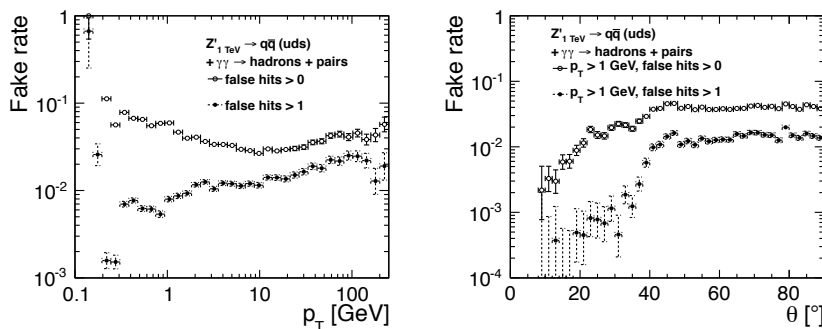 Fake rate
1
10⁻¹
10⁻²
10⁻³
0.1
1
10
100
p_T [GeV]
Z'₁ TeV → qq̅ (uds)
+ γγ → hadrons + pairs
false hits > 0
false hits > 1
Fake rate
1
10⁻¹
10⁻²
10⁻³
10⁻⁴
0
20
40
60
80
θ [°]
Z'₁ TeV → qq̅ (uds)
+ γγ → hadrons + pairs
p_T > 1 GeV, false hits > 0
p_T > 1 GeV, false hits > 1